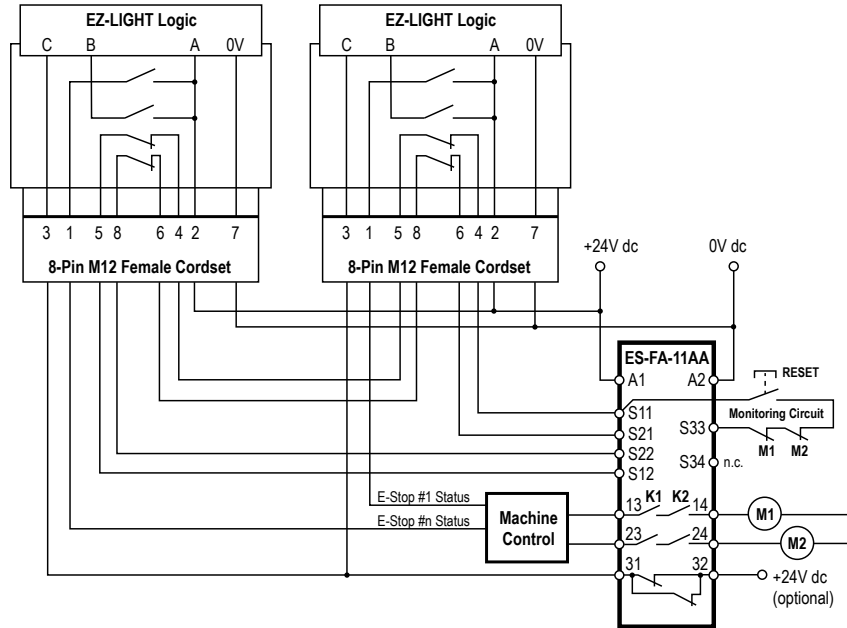 EZ-LIGHT Logic EZ-LIGHT Logic
C B A 0V C B A 0V
3 1 5 8 6 4 2 7 3 1 5 8 6 4 2 7
8-Pin M12 Female Cordset 8-Pin M12 Female Cordset
+24V dc 0V dc
ES-FA-11AA
A1 A2 RESET
S11 Monitoring Circuit
S21 S33
M1 M2
S22
S12 S34 n.c.
E-Stop #1 Status
13 K1 K2 14 M1
E-Stop #n Status
Machine
Control
23 24 M2
31 32 +24V dc
(optional)